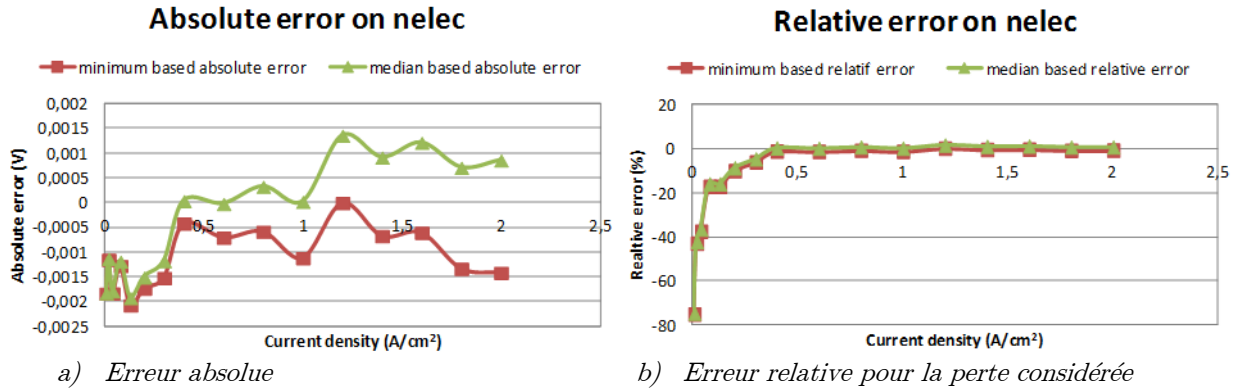 Absolute error on nelec
minimum based absolute error
median based absolute error
0,002
0,0015
0,001
0,0005
0
-0,0005
-0,001
-0,0015
-0,002
-0,0025
0
0,5
1
1,5
2
2,5
Absolute error (V)
Current density (A/cm²)
a) Erreur absolue
Relative error on nelec
minimum based relatif error
median based relative error
20
0
-20
-40
-60
-80
0
0,5
1
1,5
2
2,5
Realtive error (%)
Current density (A/cm²)
b) Erreur relative pour la perte considérée